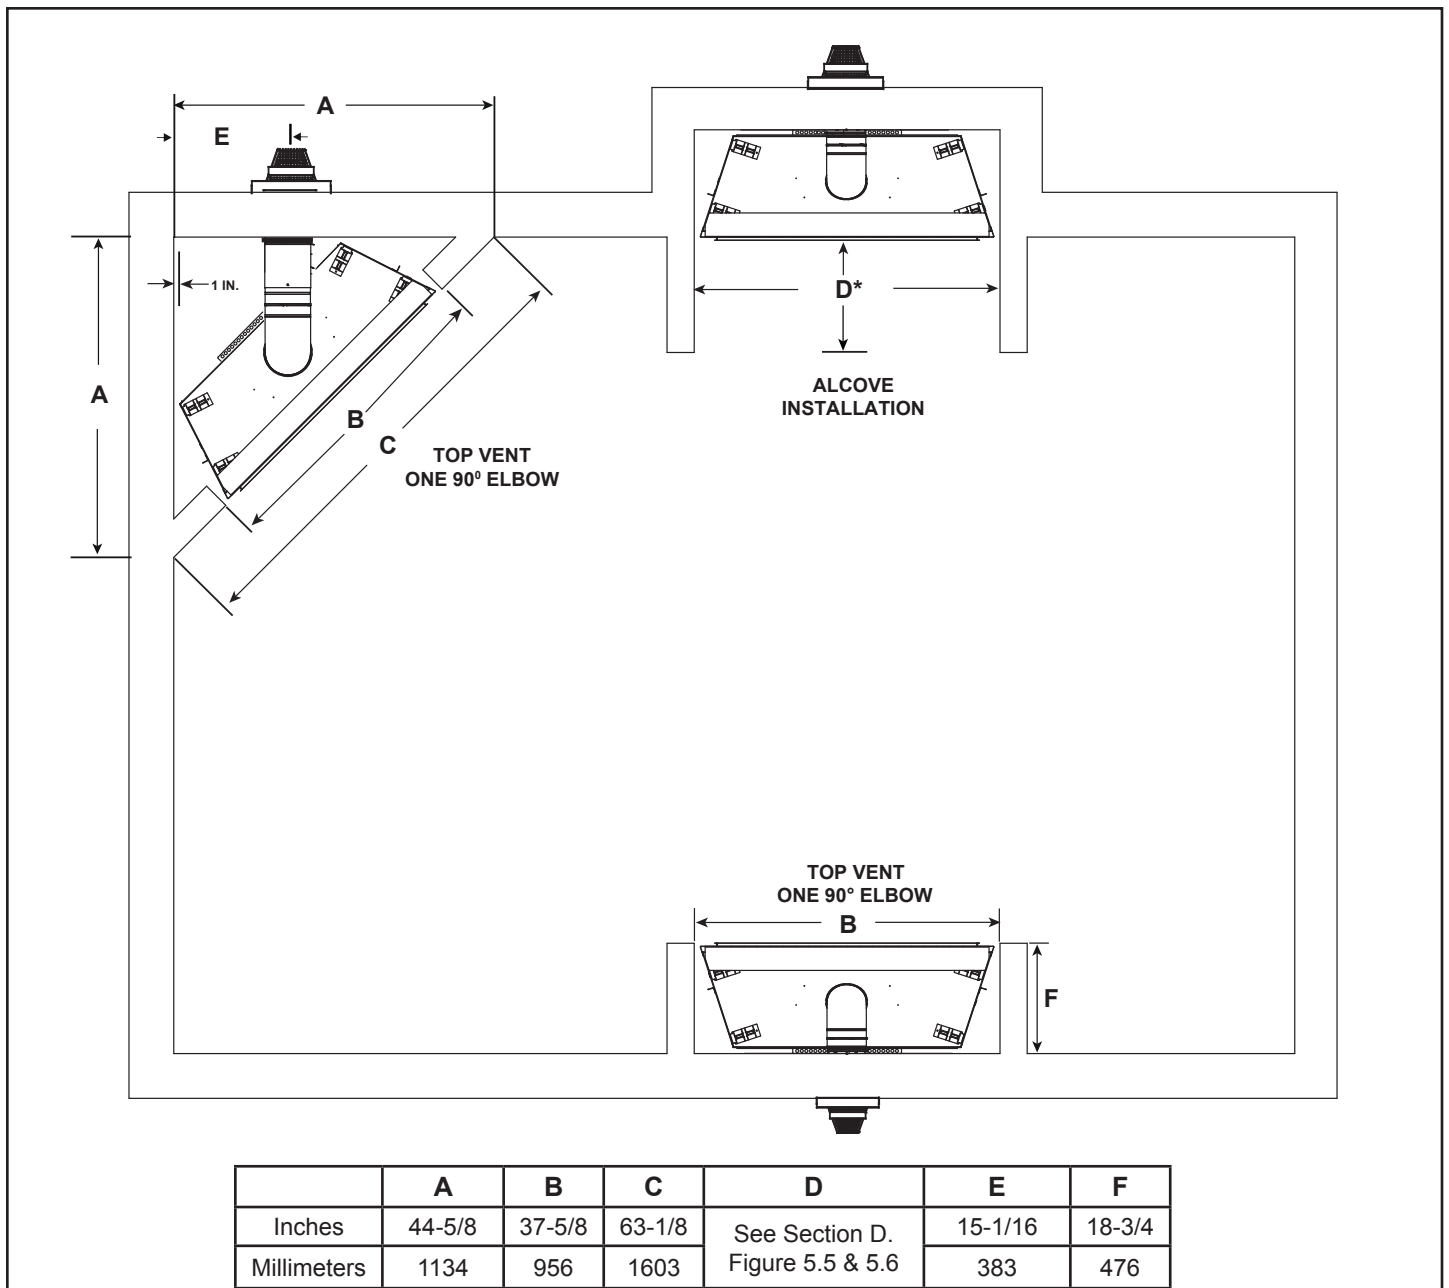 A
E
1 IN.
A
B
C
TOP VENT
ONE 90⁰ ELBOW
D*
ALCOVE
INSTALLATION
TOP VENT
ONE 90° ELBOW
B
F
A B C D E F
Inches 44-5/8 37-5/8 63-1/8 See Section D. Figure 5.5 & 5.6 15-1/16 18-3/4
Millimeters 1134 956 1603 383 476